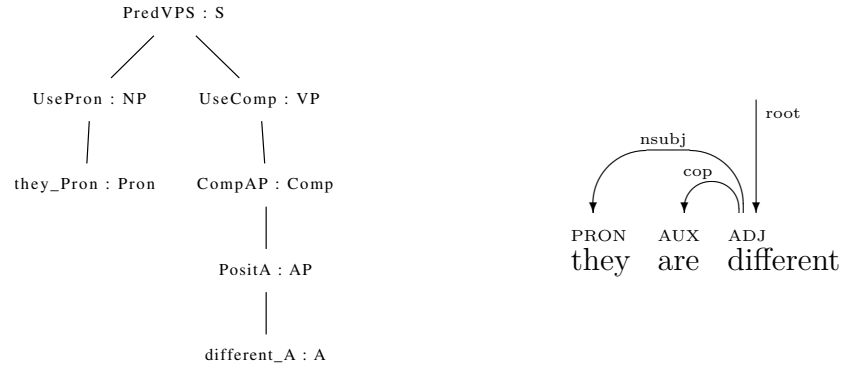 PredVPS : S
UsePron : NP UseComp : VP
they_Pron : Pron CompAP : Comp
PositA : AP
different_A : A
root
nsubj
cop
PRON AUX ADJ
they are different